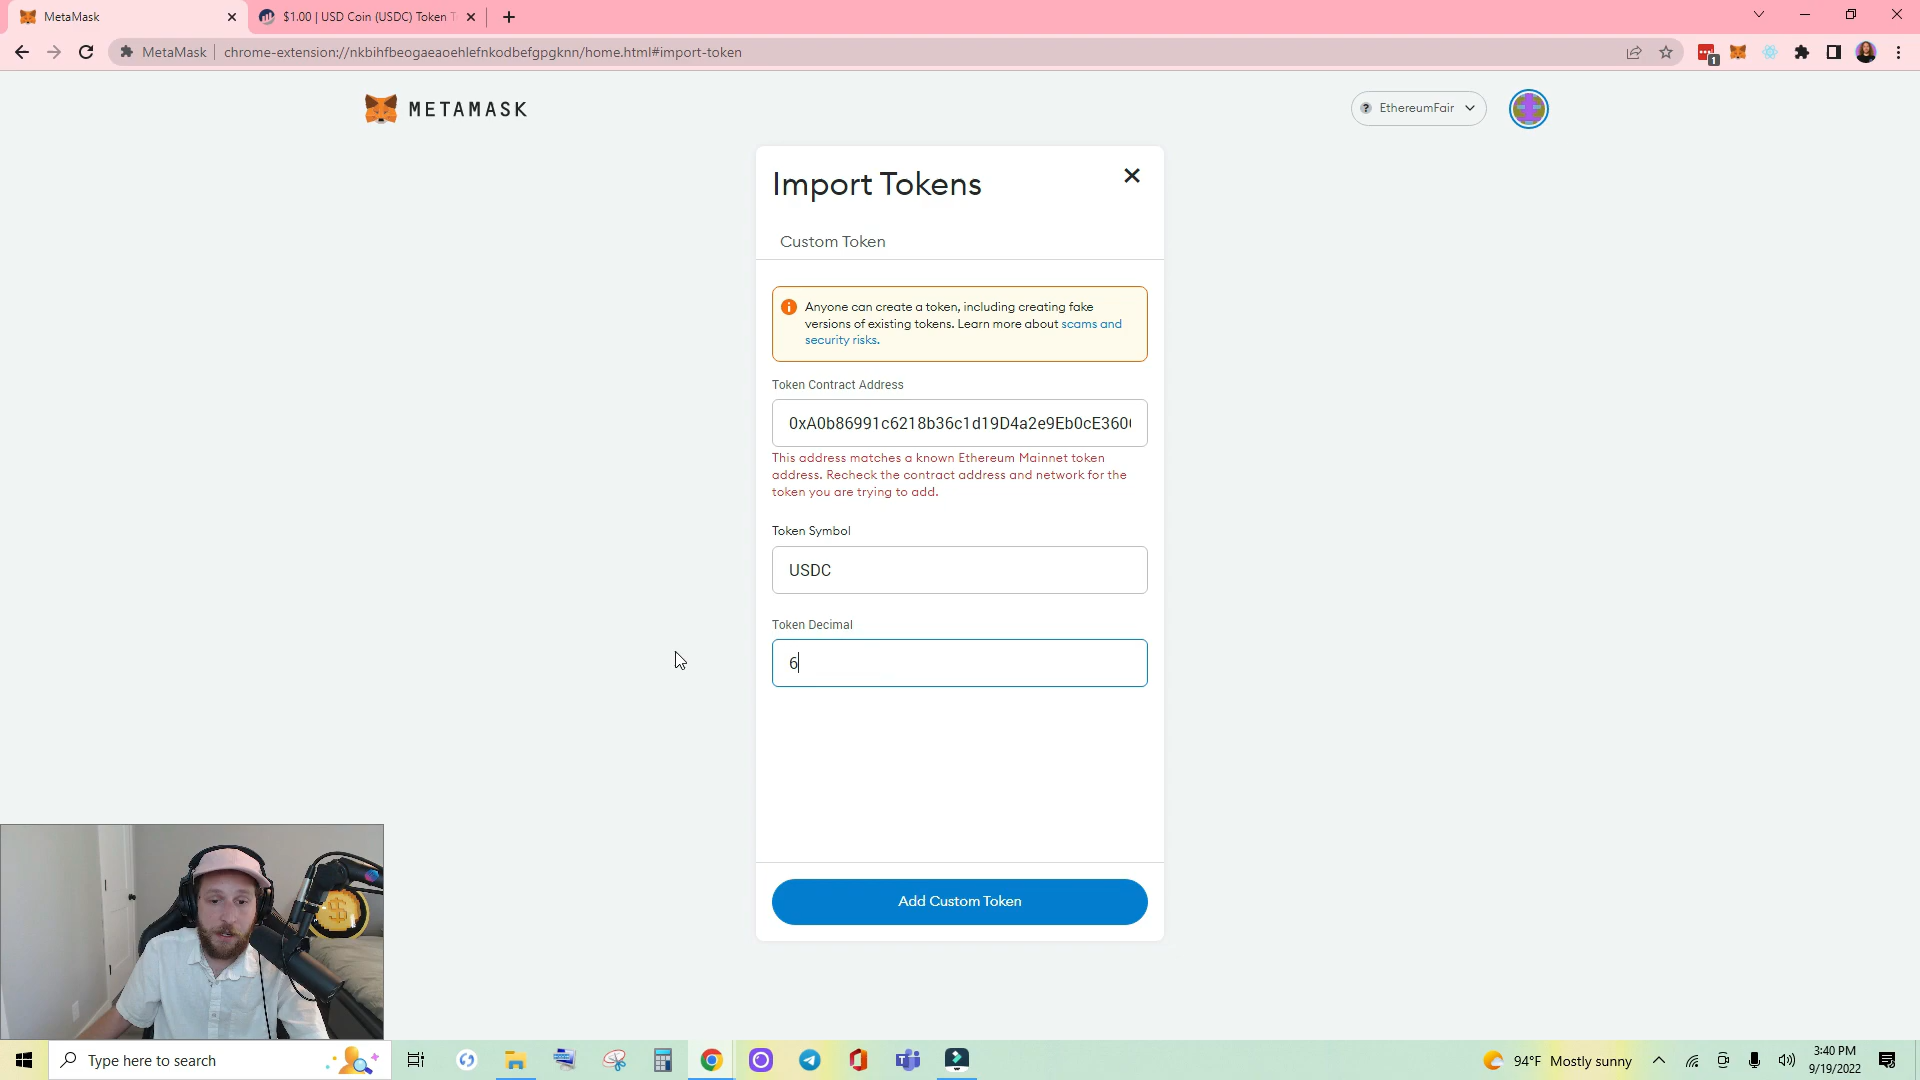 MetaMask
$1.00 | USD Coin (USDC) Token T
MetaMask
chrome-extension://nkbihfbeogaeaoehlefnkodbefgpgknn/home.html#import-token
1
METAMASK
? EthereumFair
Import Tokens
Custom Token
Anyone can create a token, including creating fake
versions of existing tokens. Learn more about scams and
security risks.
Token Contract Address
0xA0b86991c6218b36c1d19D4a2e9Eb0cE360
This address matches a known Ethereum Mainnet token
address. Recheck the contract address and network for the
token you are trying to add.
Token Symbol
USDC
Token Decimal
6
Add Custom Token
Type here to search
94°F Mostly sunny
3:40 PM
9/19/2022